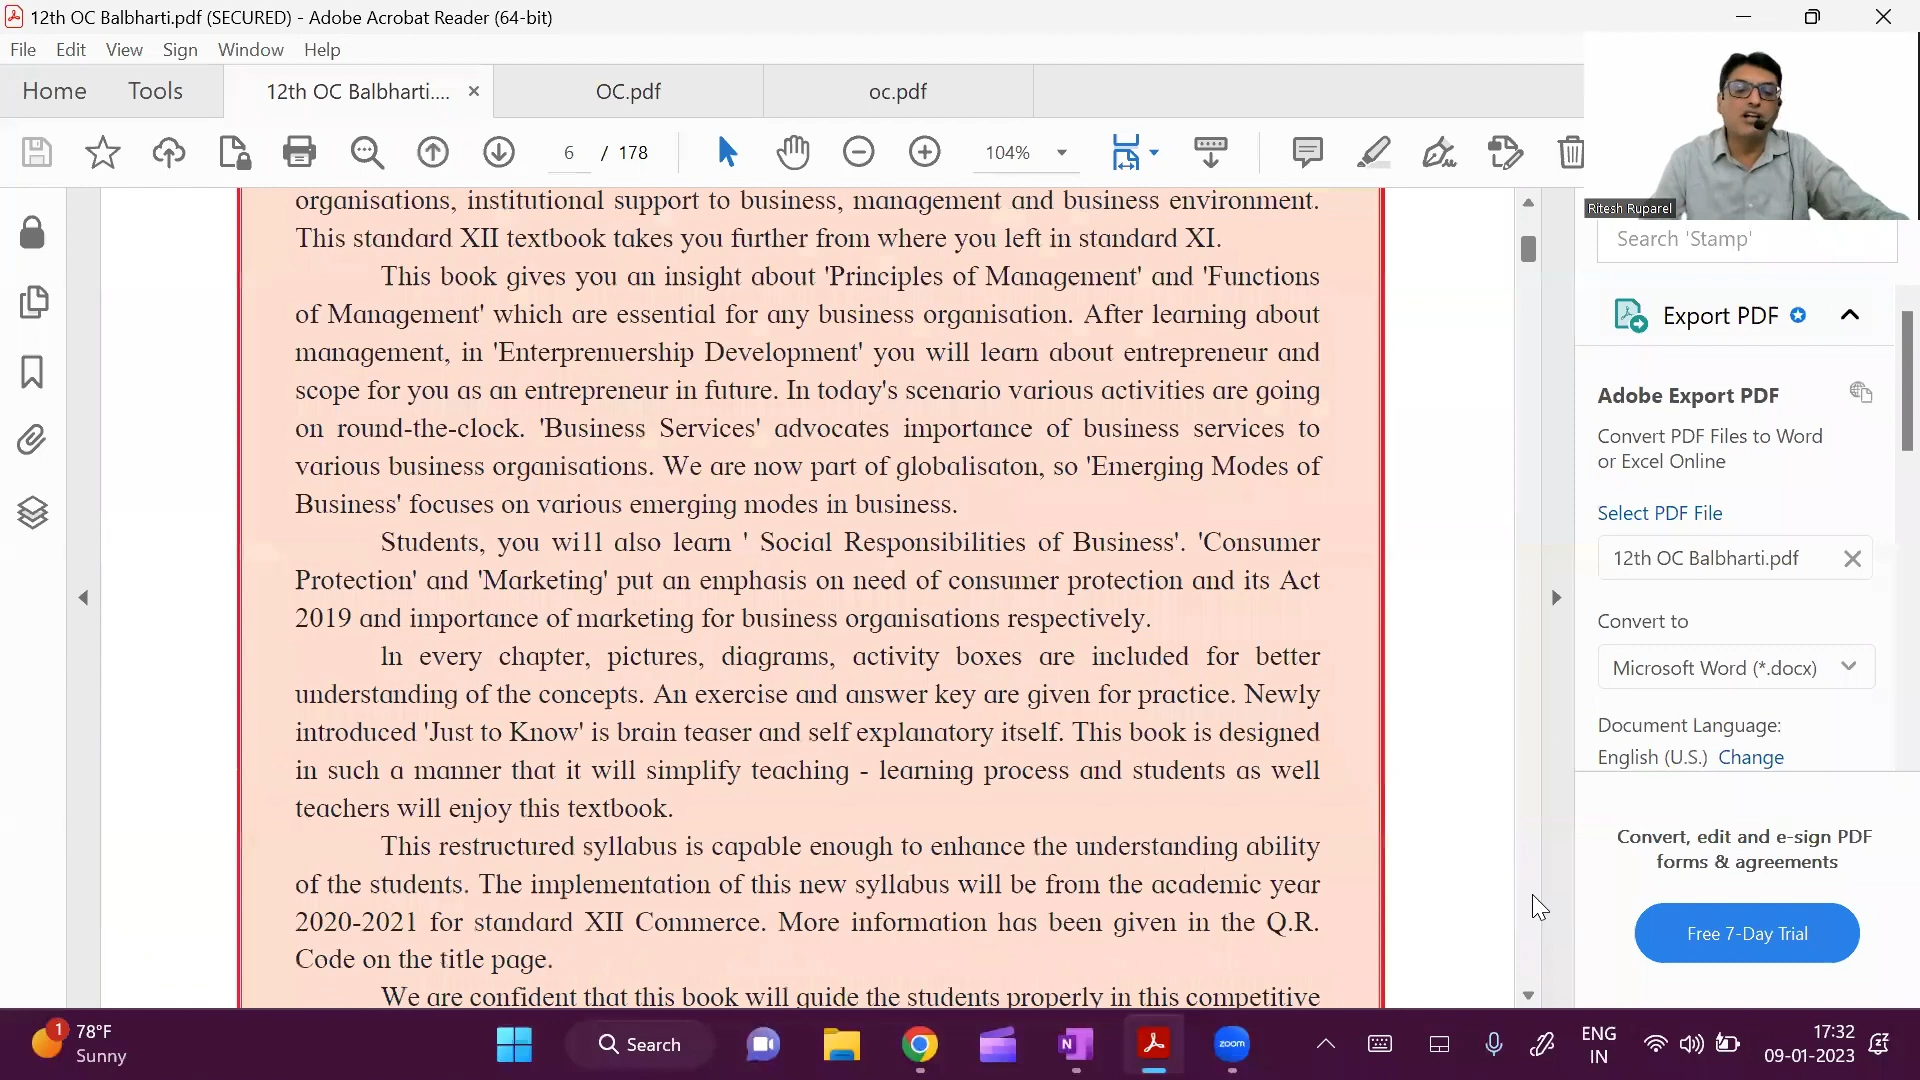 12th OC Balbharti.pdf (SECURED) - Adobe Acrobat Reader (64-bit)
File Edit View Sign Window Help
Home Tools 12th OC Balbharti.... OC.pdf oc.pdf
6 / 178 104%
Ritesh Ruparel
organisations, institutional support to business, management and business environment.
This standard XII textbook takes you further from where you left in standard XI.
This book gives you an insight about 'Principles of Management' and 'Functions
of Management' which are essential for any business organisation. After learning about
management, in 'Enterprenuership Development' you will learn about entrepreneur and
scope for you as an entrepreneur in future. In today's scenario various activities are going
on round-the-clock. 'Business Services' advocates importance of business services to
various business organisations. We are now part of globalisaton, so 'Emerging Modes of
Business' focuses on various emerging modes in business.
Students, you will also learn ' Social Responsibilities of Business'. 'Consumer
Protection' and 'Marketing' put an emphasis on need of consumer protection and its Act
2019 and importance of marketing for business organisations respectively.
In every chapter, pictures, diagrams, activity boxes are included for better
understanding of the concepts. An exercise and answer key are given for practice. Newly
introduced 'Just to Know' is brain teaser and self explanatory itself. This book is designed
in such a manner that it will simplify teaching - learning process and students as well
teachers will enjoy this textbook.
This restructured syllabus is capable enough to enhance the understanding ability
of the students. The implementation of this new syllabus will be from the academic year
2020-2021 for standard XII Commerce. More information has been given in the Q.R.
Code on the title page.
We are confident that this book will guide the students properly in this competitive
Search 'Stamp'
Export PDF
Adobe Export PDF
Convert PDF Files to Word
or Excel Online
Select PDF File
12th OC Balbharti.pdf
Convert to
Microsoft Word (*.docx)
Document Language:
English (U.S.) Change
Convert, edit and e-sign PDF
forms & agreements
Free 7-Day Trial
1
78°F
Sunny
Search
zoom
ENG
IN
17:32
09-01-2023